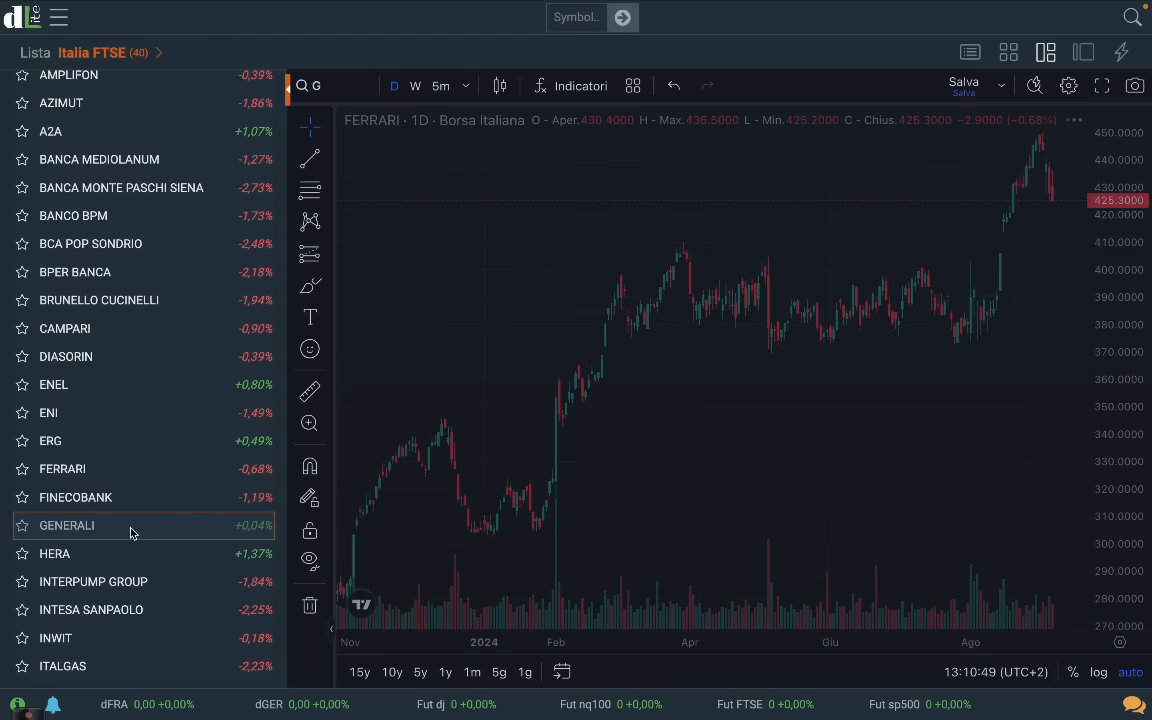 dLite
Symbol..
Lista Italia FTSE (40)
AMPLIFON -0,39%
AZIMUT -1,86%
A2A +1,07%
BANCA MEDIOLANUM -1,27%
BANCA MONTE PASCHI SIENA -2,73%
BANCO BPM -1,73%
BCA POP SONDRIO -2,48%
BPER BANCA -2,18%
BRUNELLO CUCINELLI -1,94%
CAMPARI -0,90%
DIASORIN -0,39%
ENEL +0,80%
ENI -1,49%
ERG +0,49%
FERRARI -0,68%
FINECOBANK -1,19%
GENERALI +0,04%
HERA +1,37%
INTERPUMP GROUP -1,84%
INTESA SANPAOLO -2,25%
INWIT -0,18%
ITALGAS -2,23%
G D W 5m Indicatori Salva
Salva
FERRARI · 1D · Borsa Italiana O - Aper.430.4000 H - Max.436.5000 L - Min.425.2000 C - Chius.425.3000 −2.9000 (−0.68%)
450.0000
440.0000
430.0000
425.3000
420.0000
410.0000
400.0000
390.0000
380.0000
370.0000
360.0000
350.0000
340.0000
330.0000
320.0000
310.0000
300.0000
290.0000
280.0000
270.0000
Nov 2024 Feb Apr Giu Ago
15y 10y 5y 1y 1m 5g 1g 13:10:49 (UTC+2) % log auto
dFRA 0,00 +0,00% dGER 0,00 +0,00% Fut dj 0 +0,00% Fut nq100 0 +0,00% Fut FTSE 0 +0,00% Fut sp500 0 +0,00%